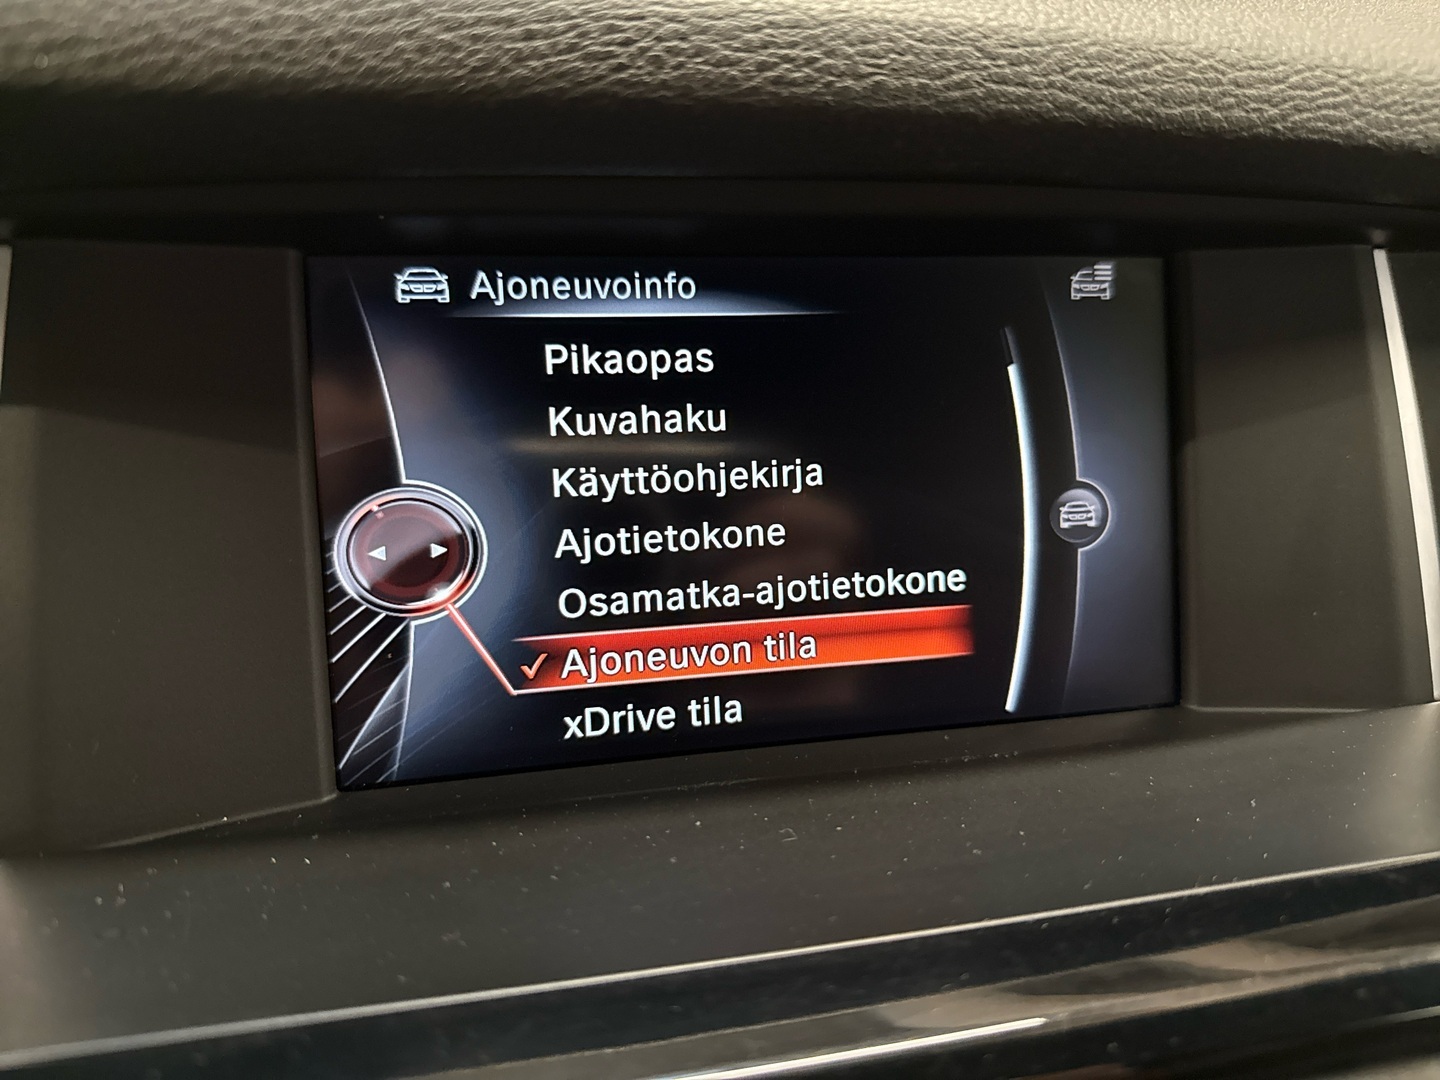 Ajoneuvoinfo
Pikaopas
Kuvahaku
Käyttöohjekirja
Ajotietokone
Osamatka-ajotietokone
Ajoneuvon tila
xDrive tila